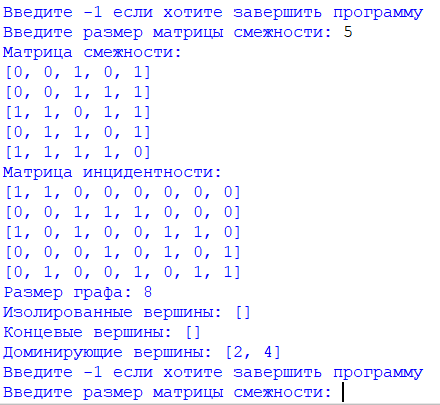 Введите -1 если хотите завершить программу
Введите размер матрицы смежности: 5
Матрица смежности:
[0, 0, 1, 0, 1]
[0, 0, 1, 1, 1]
[1, 1, 0, 1, 1]
[0, 1, 1, 0, 1]
[1, 1, 1, 1, 0]
Матрица инцидентности:
[1, 1, 0, 0, 0, 0, 0, 0]
[0, 0, 1, 1, 1, 0, 0, 0]
[1, 0, 1, 0, 0, 1, 1, 0]
[0, 0, 0, 1, 0, 1, 0, 1]
[0, 1, 0, 0, 1, 0, 1, 1]
Размер графа: 8
Изолированные вершины: []
Концевые вершины: []
Доминирующие вершины: [2, 4]
Введите -1 если хотите завершить программу
Введите размер матрицы смежности: